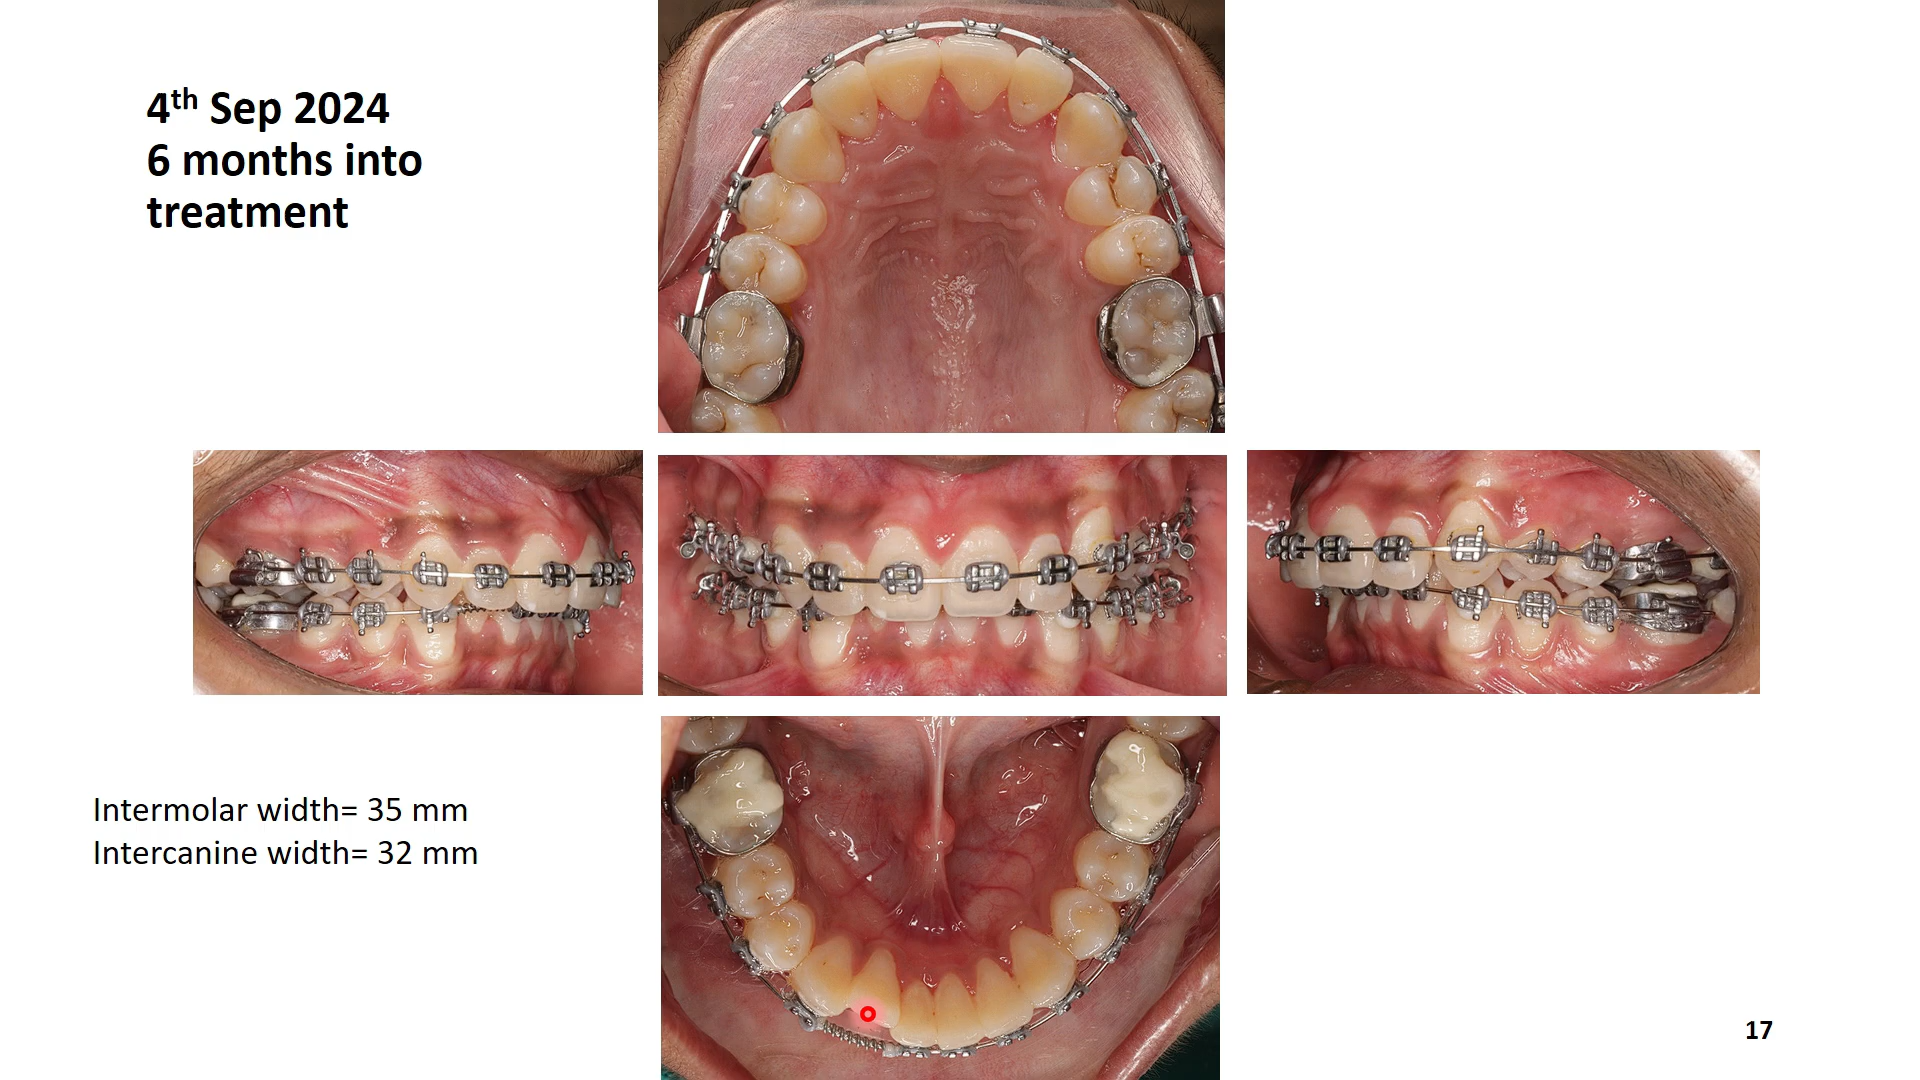 4th Sep 2024
6 months into
treatment
Intermolar width= 35 mm
Intercanine width= 32 mm
17